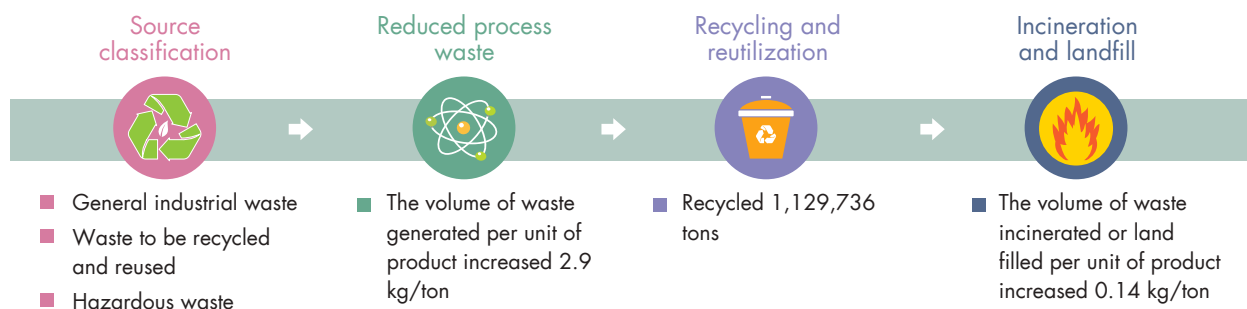 Source
classification
Reduced process
waste
Recycling and
reutilization
Incineration
and landfill
General industrial waste
Waste to be recycled
and reused
Hazardous waste
The volume of waste
generated per unit of
product increased 2.9
kg/ton
Recycled 1,129,736
tons
The volume of waste
incinerated or land
filled per unit of product
increased 0.14 kg/ton